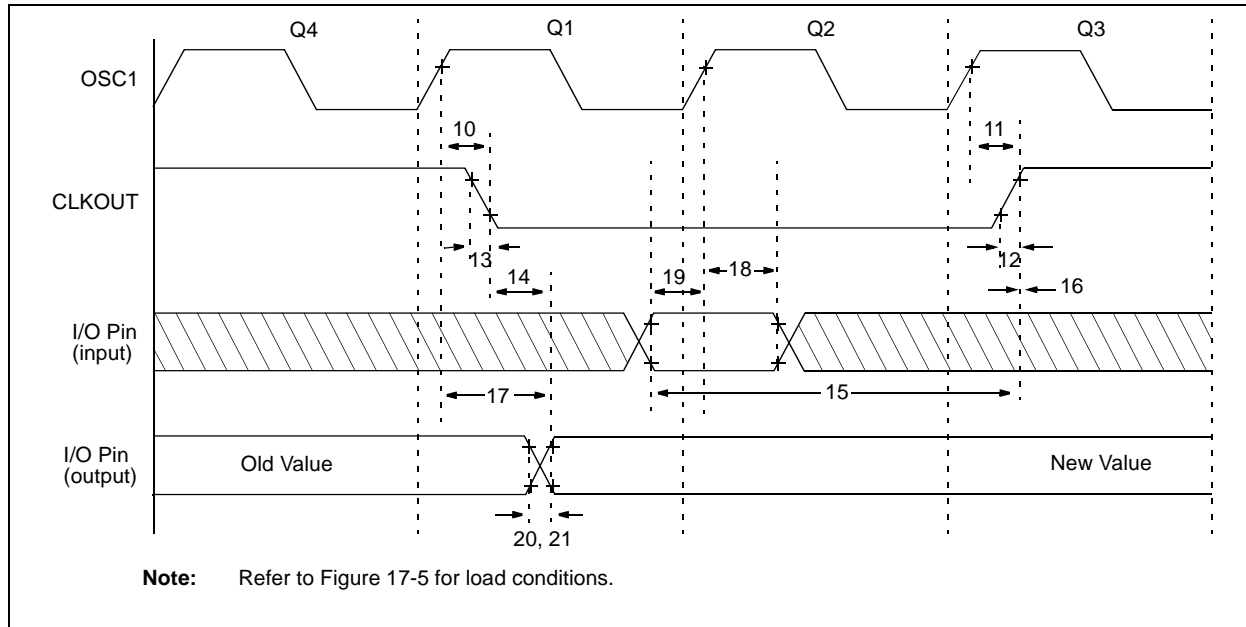 Q4 Q1 Q2 Q3
OSC1
10 11
CLKOUT
13 14 19 18 12
16
I/O Pin
(input)
17 15
I/O Pin
(output)
Old Value New Value
20, 21
Note: Refer to Figure 17-5 for load conditions.